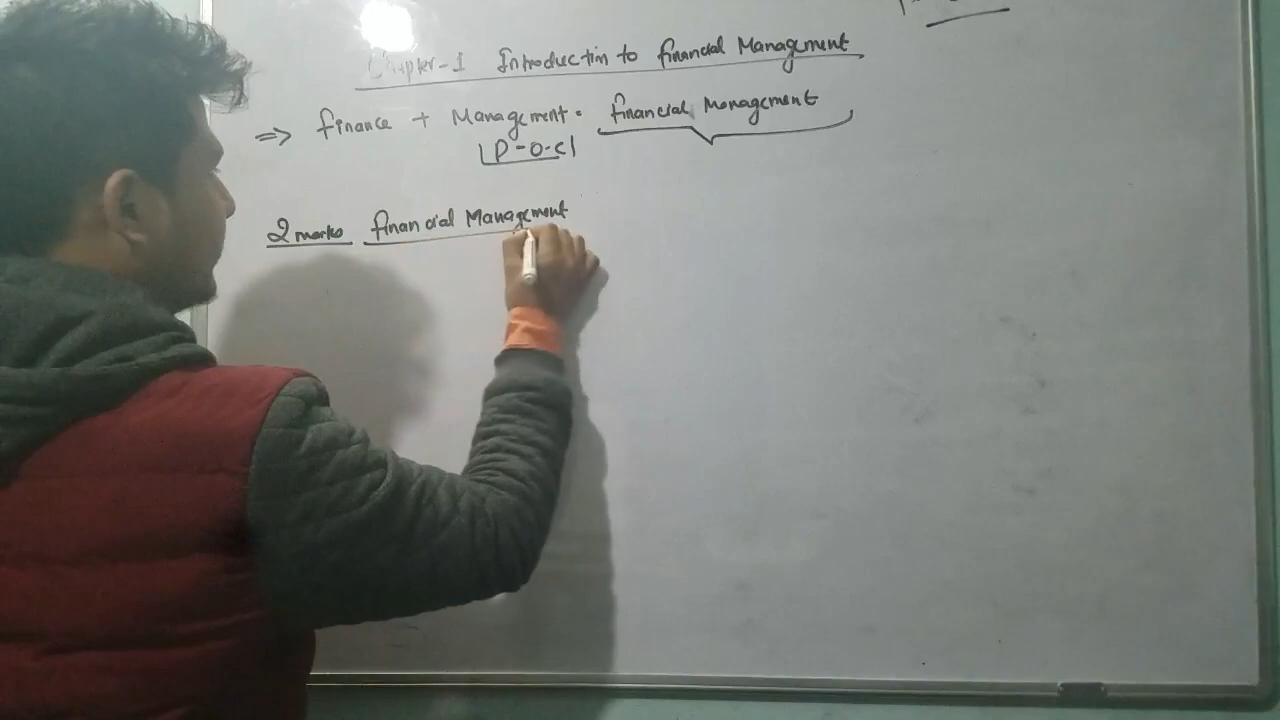 Chapter-1 Introduction to financial Management
⇒ finance + Management = financial Management
P-O-C
2 marks financial Management